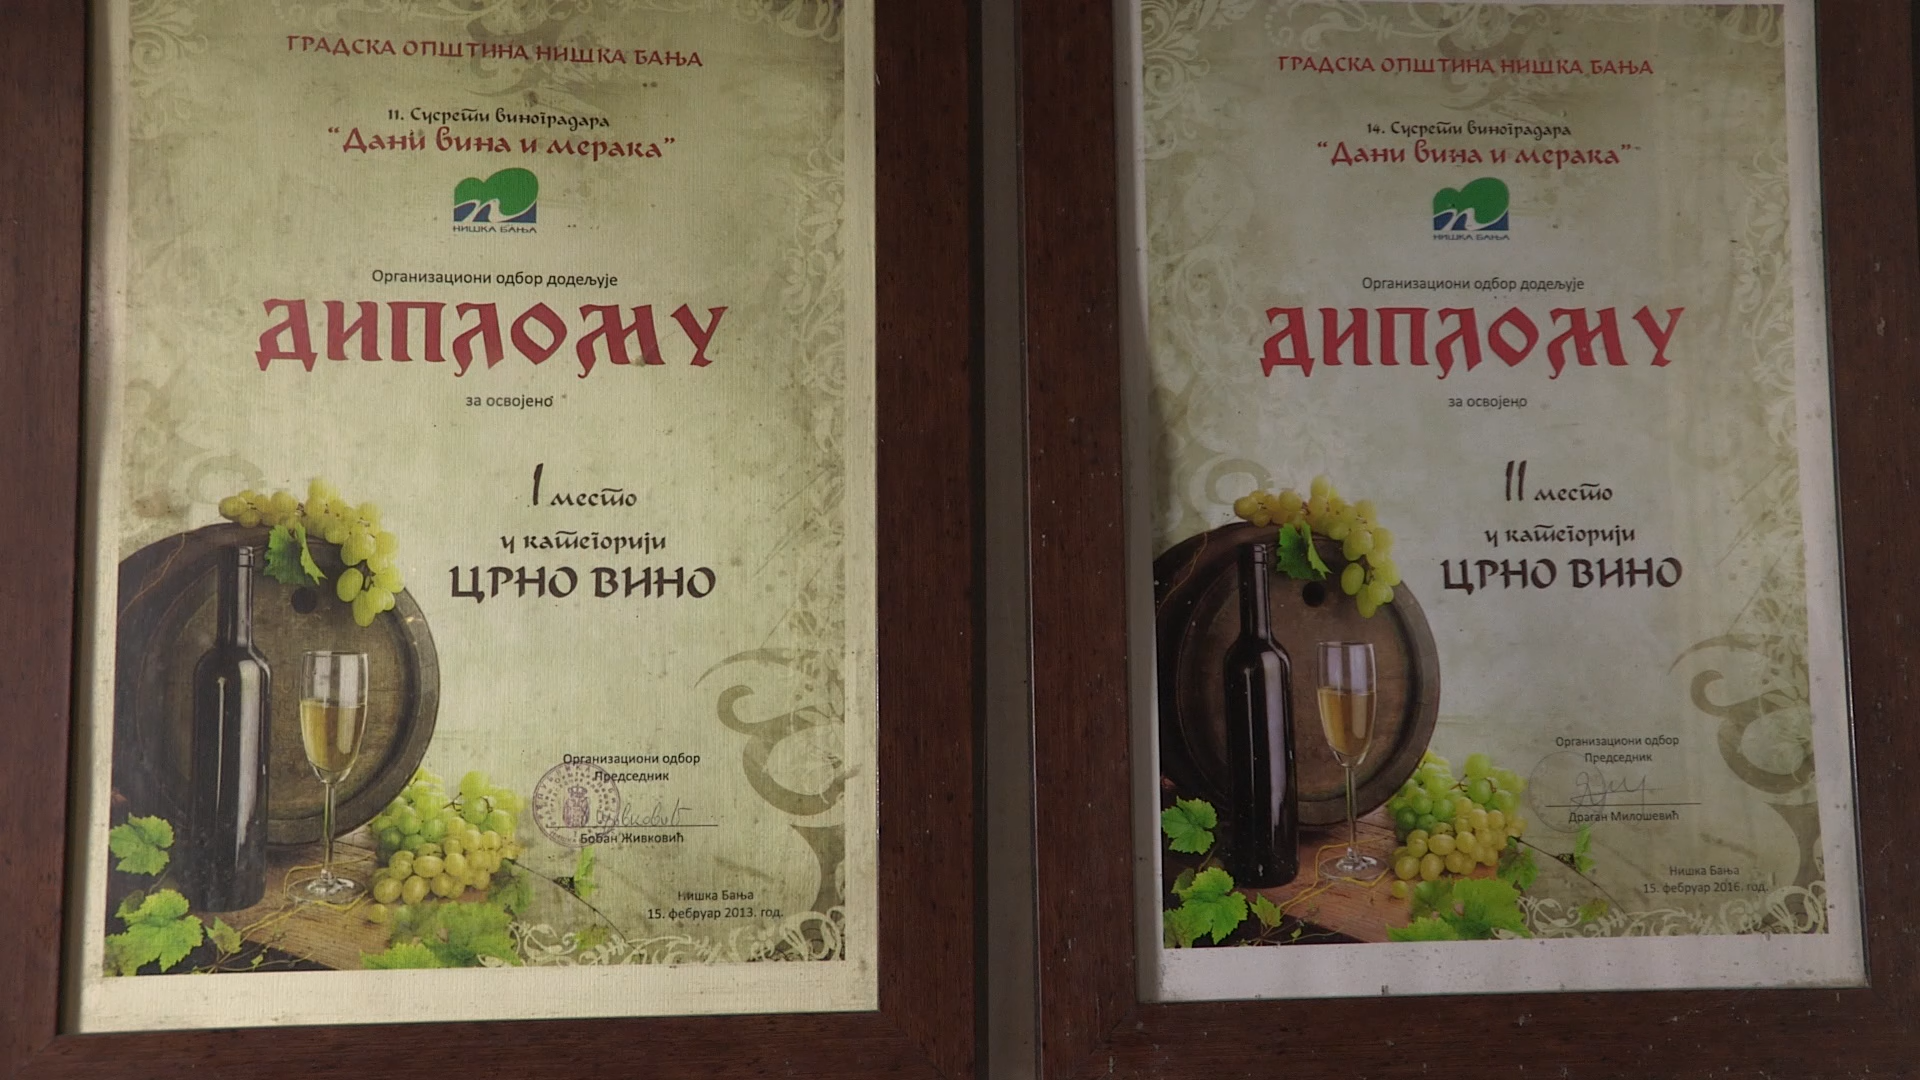 ГРАДСКА ОПШТИНА НИШКА БАЊА
11. Сусрети виноградара
“Дани вина и мерака”
НИШКА БАЊА
Организациони одбор додељује
ДИПЛОМУ
за освојено
I место
у категорији
ЦРНО ВИНО
Организациони одбор
Председник
Бобан Живковић
Нишка Бања
15. фебруар 2013. год.
ГРАДСКА ОПШТИНА НИШКА БАЊА
14. Сусрети виноградара
“Дани вина и мерака”
НИШКА БАЊА
Организациони одбор додељује
ДИПЛОМУ
за освојено
II место
у категорији
ЦРНО ВИНО
Организациони одбор
Председник
Драган Милошевић
Нишка Бања
15. фебруар 2016. год.